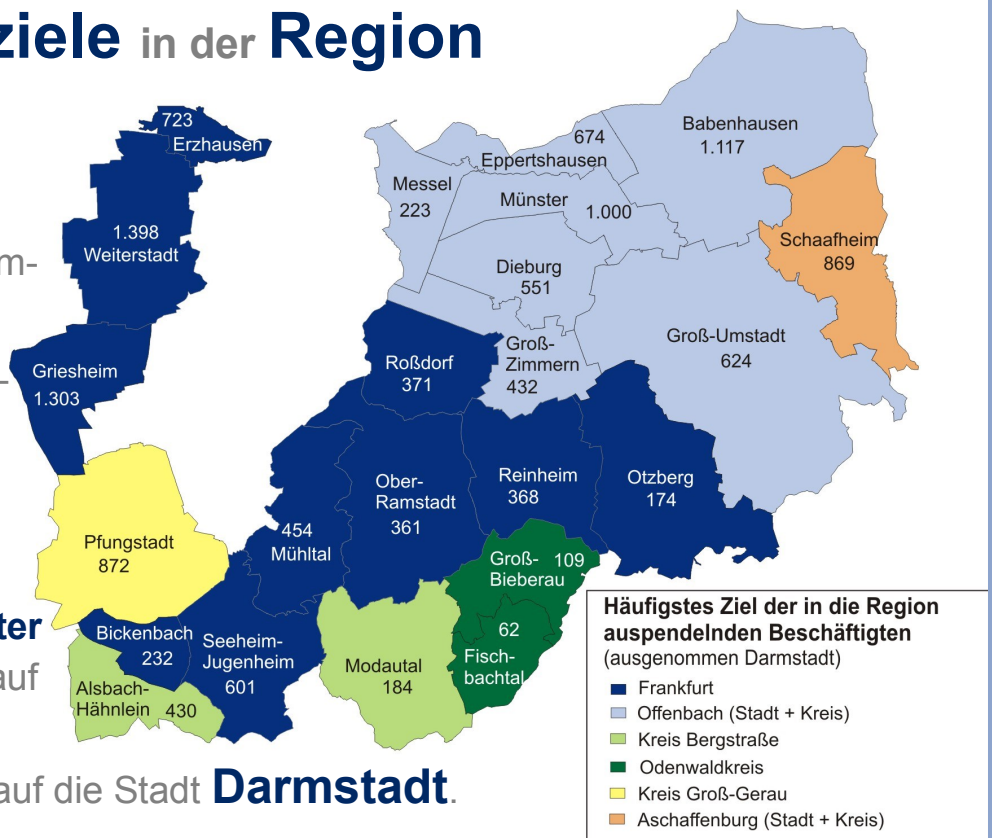 ziele in der Region
723
Erzhausen
1.398
Weiterstadt
m-
Griesheim
1.303
-
Messel
223
674
Eppertshausen
Babenhausen
1.117
Münster
1.000
Schaafheim
869
Dieburg
551
Groß-Umstadt
624
Groß-
Zimmern
432
Roßdorf
371
Ober-
Ramstadt
361
Reinheim
368
Otzberg
174
454
Mühltal
Pfungstadt
872
Groß-
Bieberau
109
62
Fisch-
bachtal
ter
Bickenbach
232
Seeheim-
Jugenheim
601
auf
Alsbach-
Hähnlein
430
Modautal
184
auf die Stadt Darmstadt.
Häufigstes Ziel der in die Region
auspendelnden Beschäftigten
(ausgenommen Darmstadt)
Frankfurt
Offenbach (Stadt + Kreis)
Kreis Bergstraße
Odenwaldkreis
Kreis Groß-Gerau
Aschaffenburg (Stadt + Kreis)